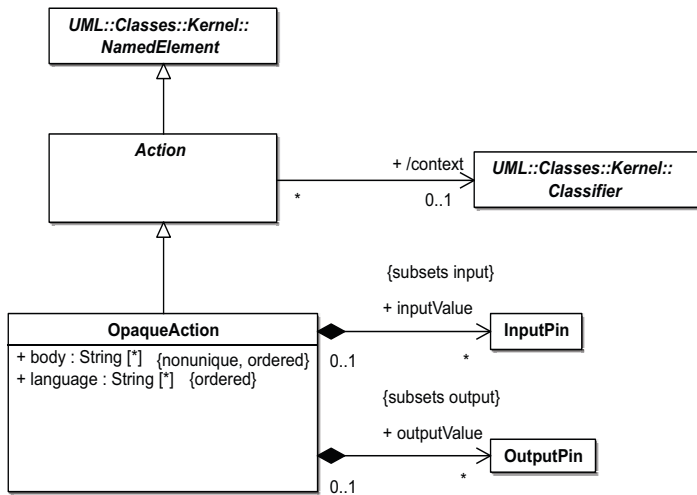 UML::Classes::Kernel::
NamedElement
Action
+ /context
*
0..1
UML::Classes::Kernel::
Classifier
{subsets input}
+ inputValue
OpaqueAction
InputPin
+ body : String [*] {nonunique, ordered}
0..1
*
+ language : String [*] {ordered}
{subsets output}
+ outputValue
OutputPin
0..1
*